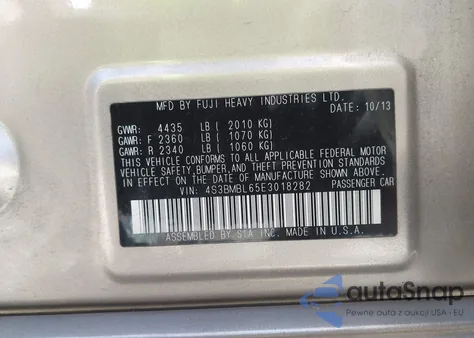 MFD BY FUJI HEAVY INDUSTRIES LTD.
DATE: 10/13
GVWR: 4435 LB ( 2010 KG)
GAWR: F 2360 LB ( 1070 KG)
GAWR: R 2340 LB ( 1060 KG)
THIS VEHICLE CONFORMS TO ALL APPLICABLE FEDERAL MOTOR
VEHICLE SAFETY, BUMPER, AND THEFT PREVENTION STANDARDS
IN EFFECT ON THE DATE OF MANUFACTURE SHOWN ABOVE.
VIN: 4S3BMBL65E3018282 PASSENGER CAR
ASSEMBLED BY SIA INC. MADE IN U.S.A.
autoSnap
Pewne auta z aukcji USA - EU